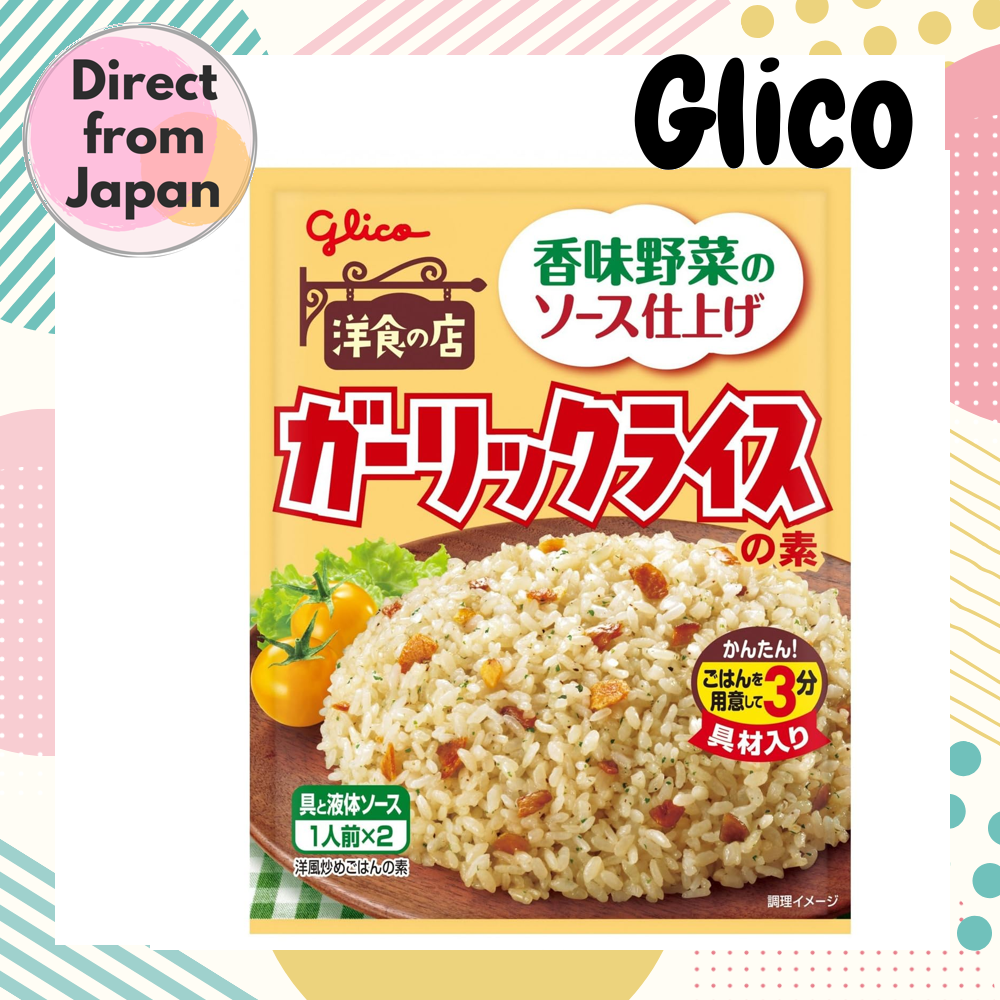 Direct
from
Japan
Glico
Glico
香味野菜の
ソース仕上げ
洋食の店
ガーリックライス
の素
かんたん!
ごはんを
用意して3分
具材入り
具と液体ソース
1人前×2
洋風炒めごはんの素
調理イメージ